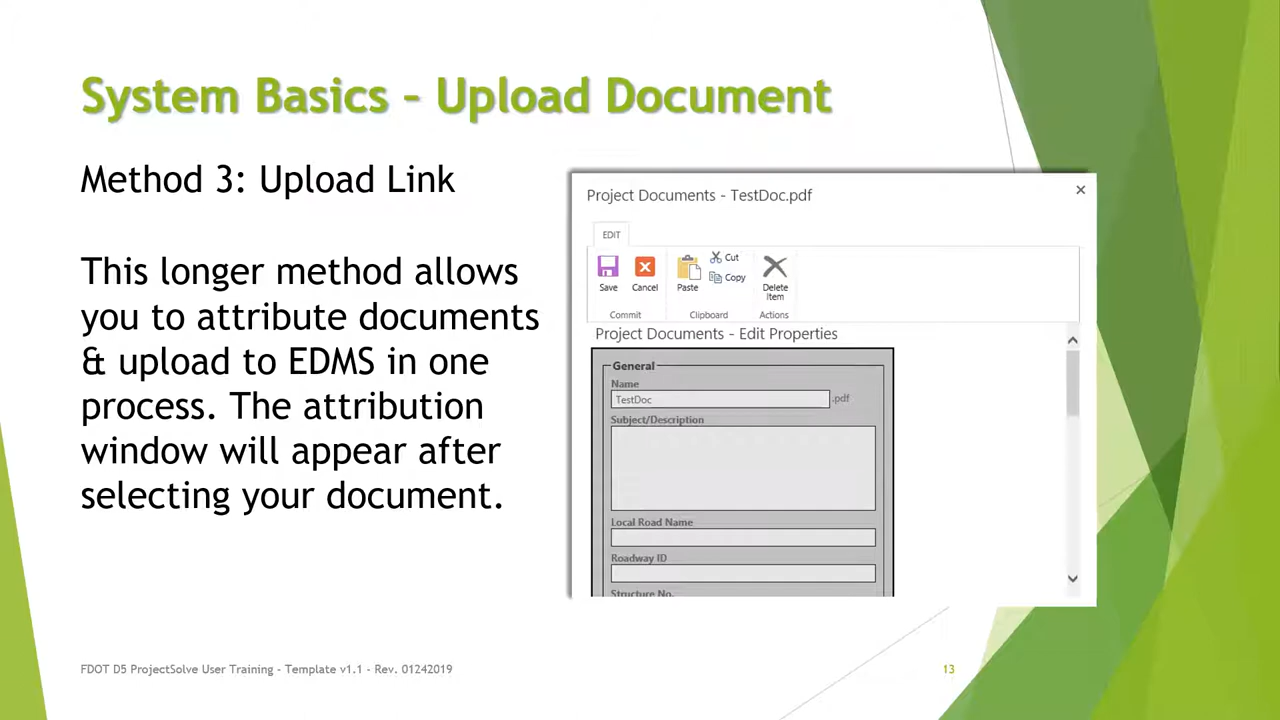 System Basics – Upload Document
Method 3: Upload Link
This longer method allows
you to attribute documents
& upload to EDMS in one
process. The attribution
window will appear after
selecting your document.
Project Documents - TestDoc.pdf
EDIT
Save
Cancel
Paste
Cut
Copy
Delete
Item
Commit
Clipboard
Actions
Project Documents - Edit Properties
General
Name
TestDoc
.pdf
Subject/Description
Local Road Name
Roadway ID
Structure No.
FDOT D5 ProjectSolve User Training - Template v1.1 - Rev. 01242019
13